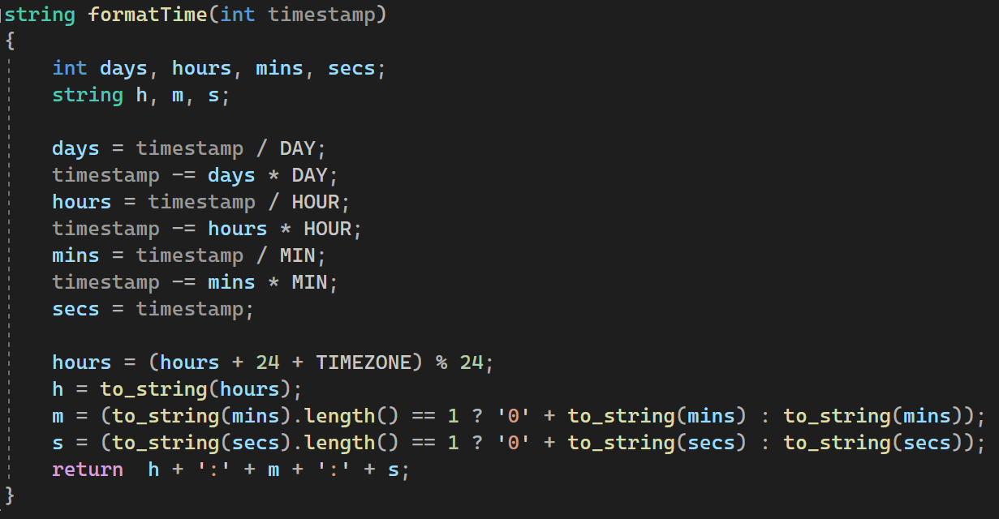 string formatTime(int timestamp)
{
    int days, hours, mins, secs;
    string h, m, s;

    days = timestamp / DAY;
    timestamp -= days * DAY;
    hours = timestamp / HOUR;
    timestamp -= hours * HOUR;
    mins = timestamp / MIN;
    timestamp -= mins * MIN;
    secs = timestamp;

    hours = (hours + 24 + TIMEZONE) % 24;
    h = to_string(hours);
    m = (to_string(mins).length() == 1 ? '0' + to_string(mins) : to_string(mins));
    s = (to_string(secs).length() == 1 ? '0' + to_string(secs) : to_string(secs));
    return  h + ':' + m + ':' + s;
}